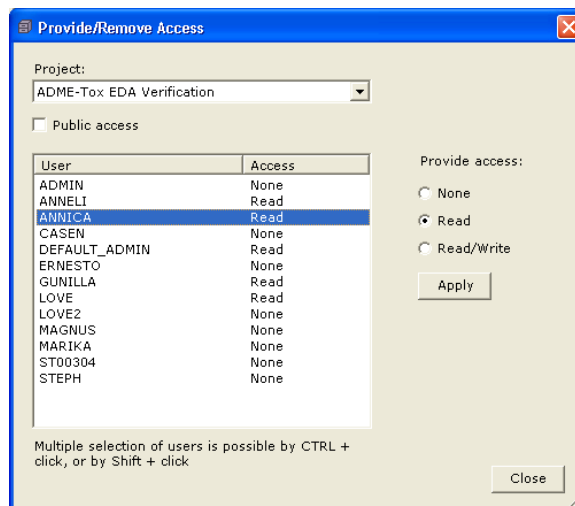 Provide/Remove Access
Project:
ADME-Tox EDA Verification
Public access
User Access
ADMIN None
ANNELI Read
ANNICA Read
CASEN None
DEFAULT_ADMIN Read
ERNESTO None
GUNILLA Read
LOVE Read
LOVE2 None
MAGNUS None
MARIKA None
ST00304 None
STEPH None
Provide access:
None
Read
Read/Write
Apply
Multiple selection of users is possible by CTRL +
click, or by Shift + click
Close